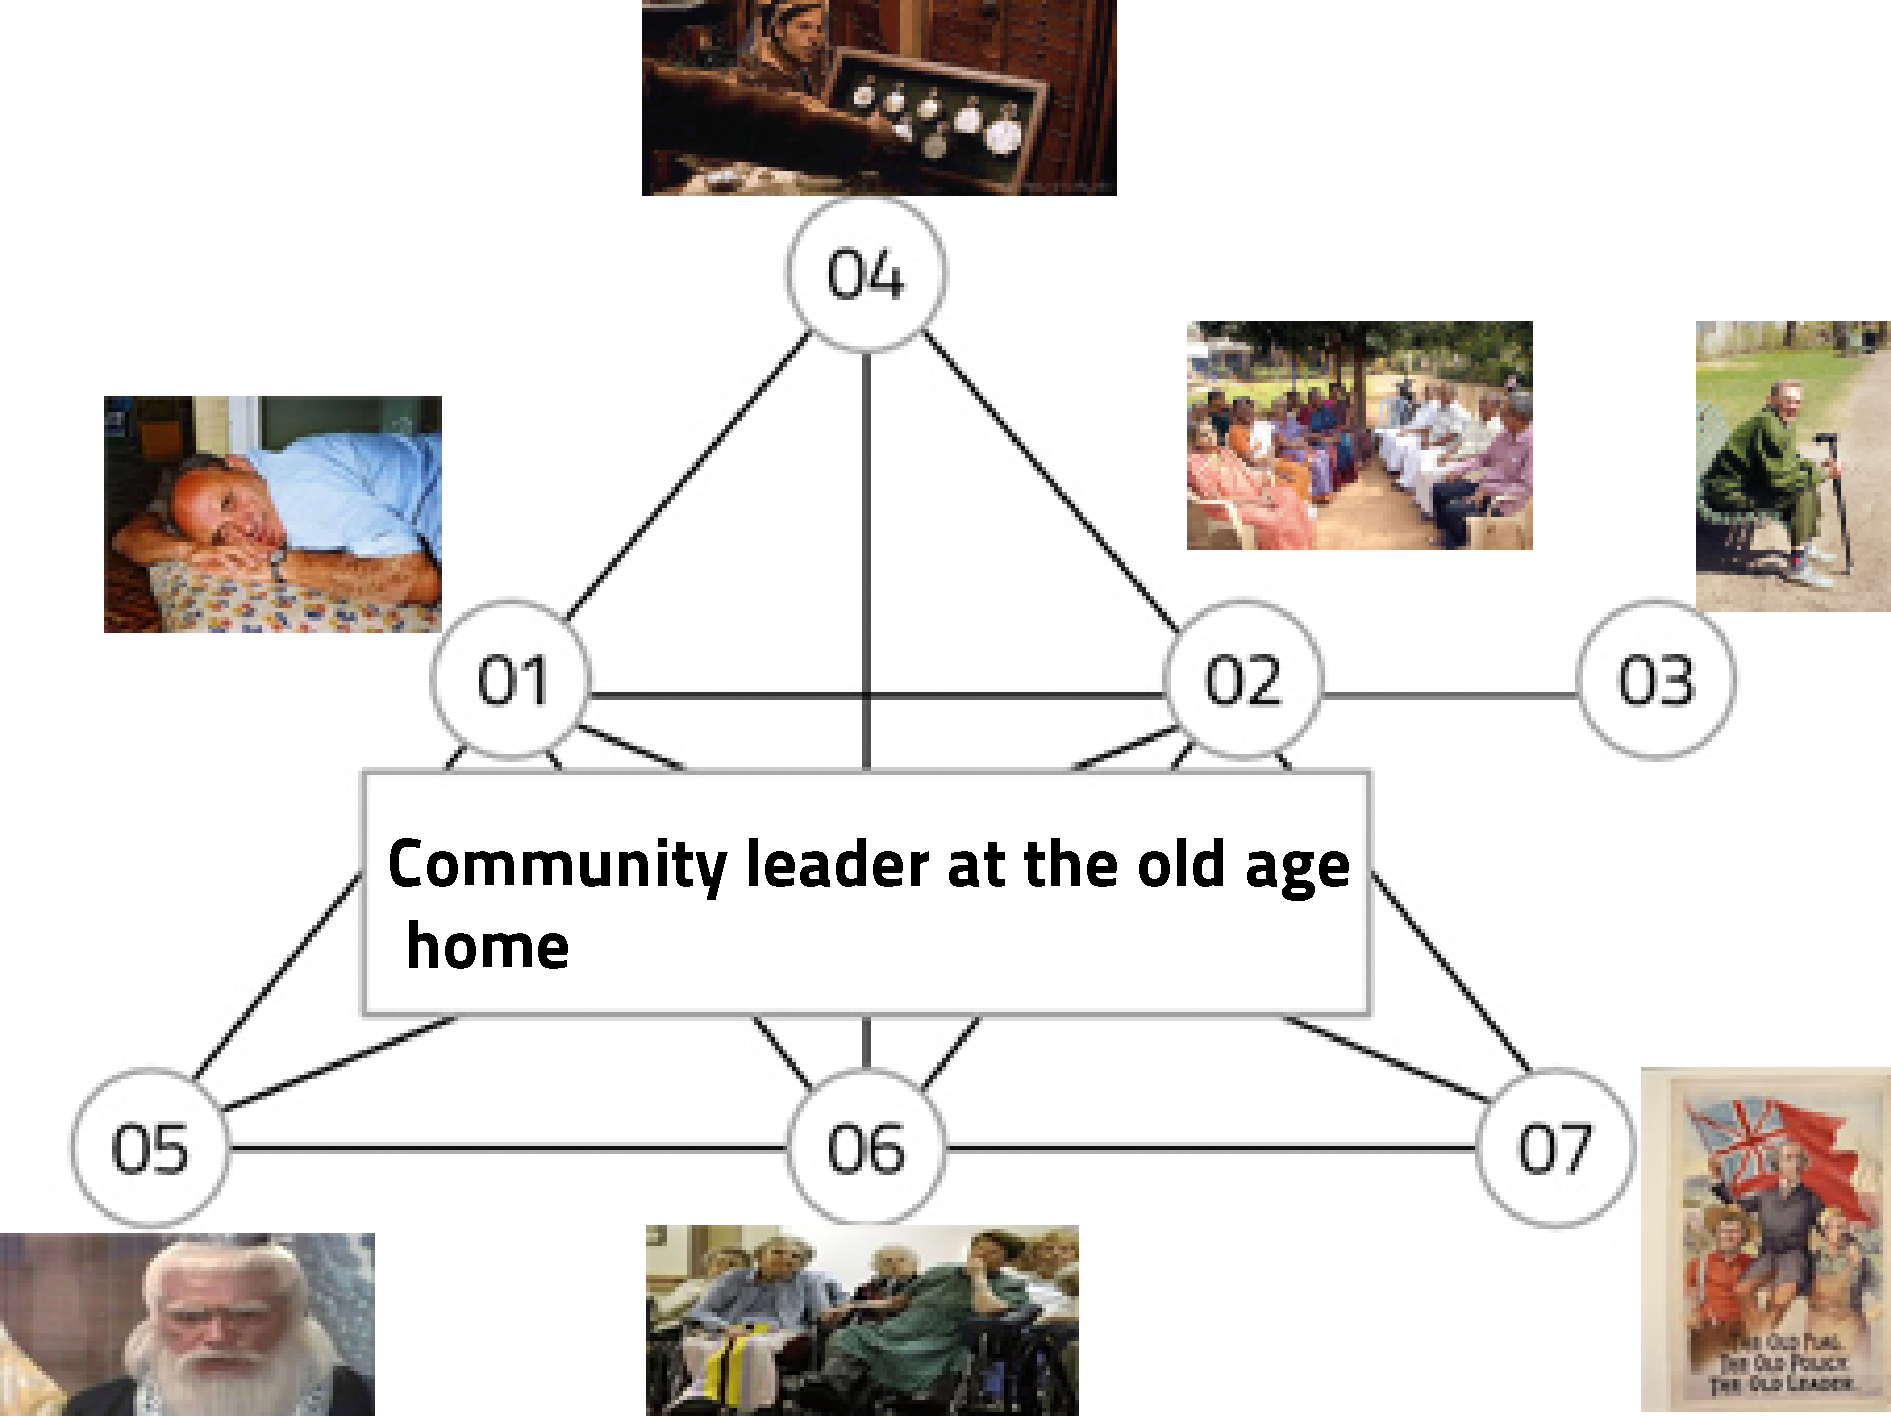 04
01
02
03
Community leader at the old age
home
05
06
07
THE OLD FLAG.
THE OLD POLICY.
THE OLD LEADER.